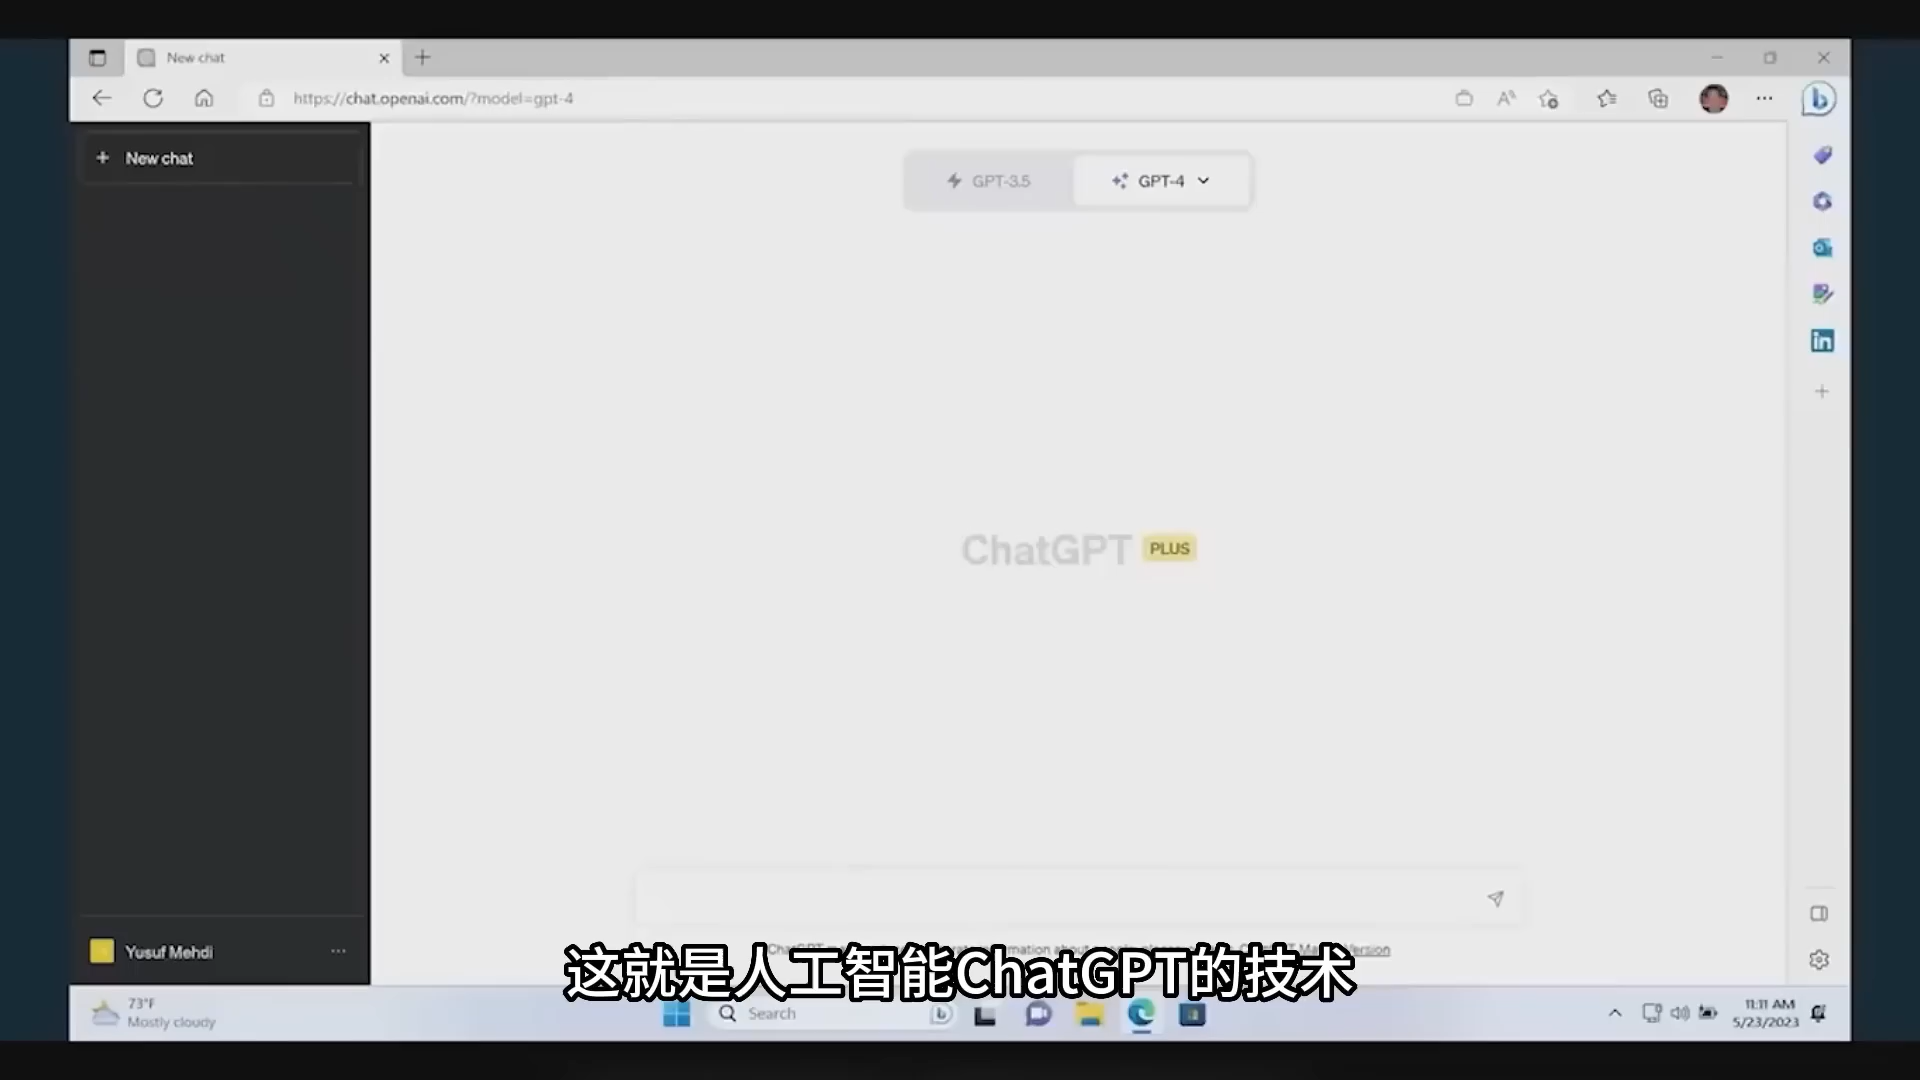 New chat
https://chat.openai.com/?model=gpt-4
New chat
GPT-3.5
GPT-4
ChatGPT PLUS
Yusuf Mehdi
ChatGPT Version
这就是人工智能ChatGPT的技术
73°F
Mostly cloudy
Search
11:11 AM
5/23/2023